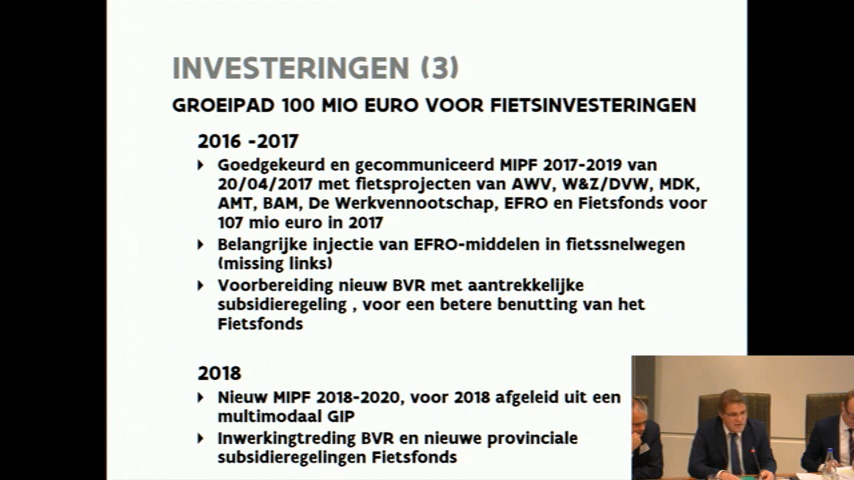 INVESTERINGEN (3)
GROEIPAD 100 MIO EURO VOOR FIETSINVESTERINGEN
2016 -2017
Goedgekeurd en gecommuniceerd MIPF 2017-2019 van
20/04/2017 met fietsprojecten van AWV, W&Z/DVW, MDK,
AMT, BAM, De Werkvennootschap, EFRO en Fietsfonds voor
107 mio euro in 2017
Belangrijke injectie van EFRO-middelen in fietssnelwegen
(missing links)
Voorbereiding nieuw BVR met aantrekkelijke
subsidieregeling , voor een betere benutting van het
Fietsfonds
2018
Nieuw MIPF 2018-2020, voor 2018 afgeleid uit een
multimodaal GIP
Inwerkingtreding BVR en nieuwe provinciale
subsidieregelingen Fietsfonds